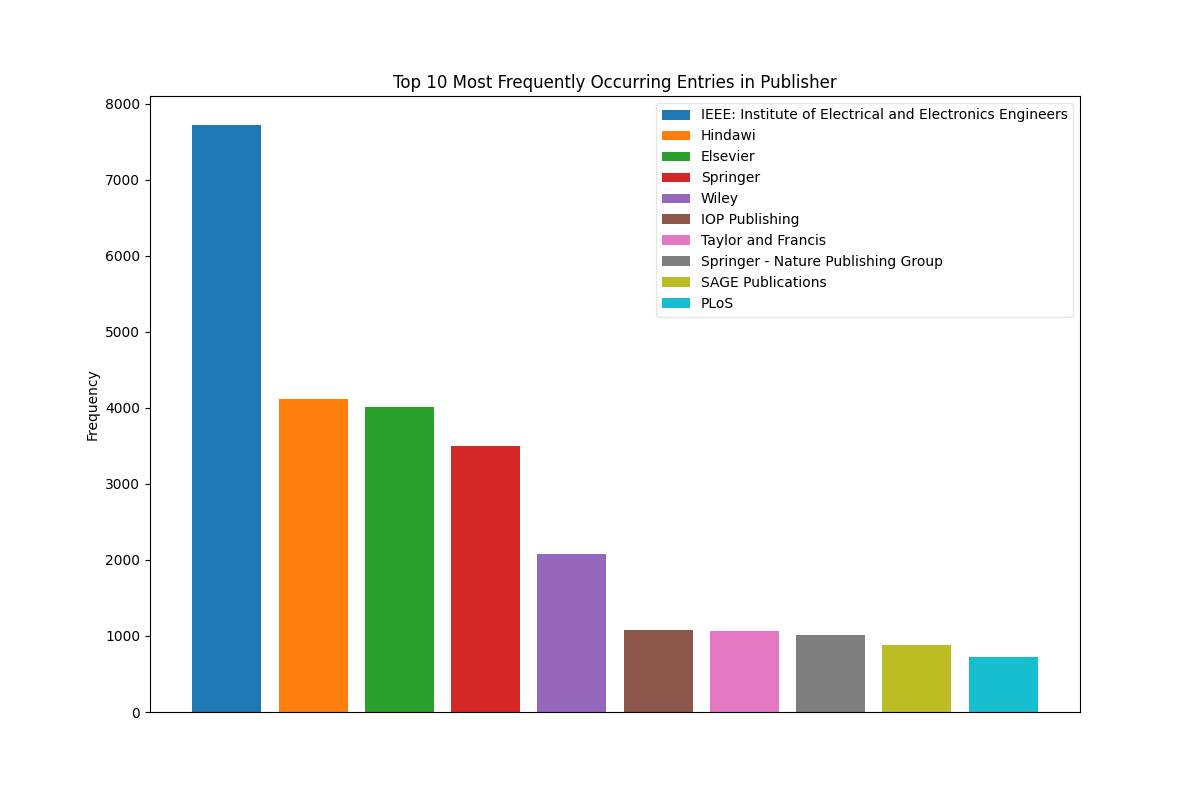 Top 10 Most Frequently Occurring Entries in Publisher
8000
7000
6000
5000
4000
3000
2000
1000
0
Frequency
IEEE: Institute of Electrical and Electronics Engineers
Hindawi
Elsevier
Springer
Wiley
IOP Publishing
Taylor and Francis
Springer - Nature Publishing Group
SAGE Publications
PLoS